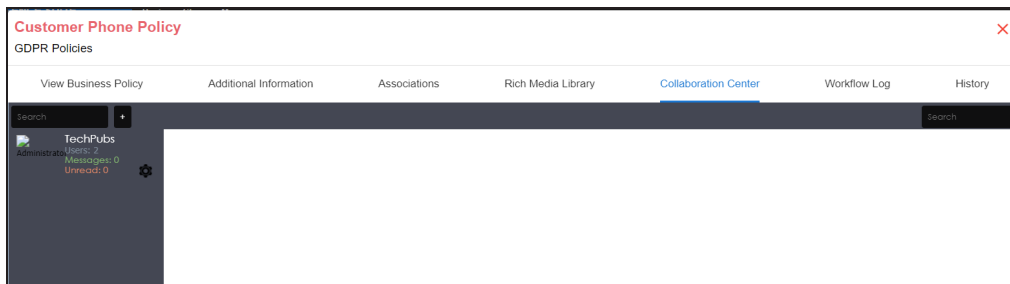 Customer Phone Policy
GDPR Policies
View Business Policy Additional Information Associations Rich Media Library Collaboration Center Workflow Log History
Search + Search
TechPubs
Administrator Users: 2
Messages: 0
Unread: 0